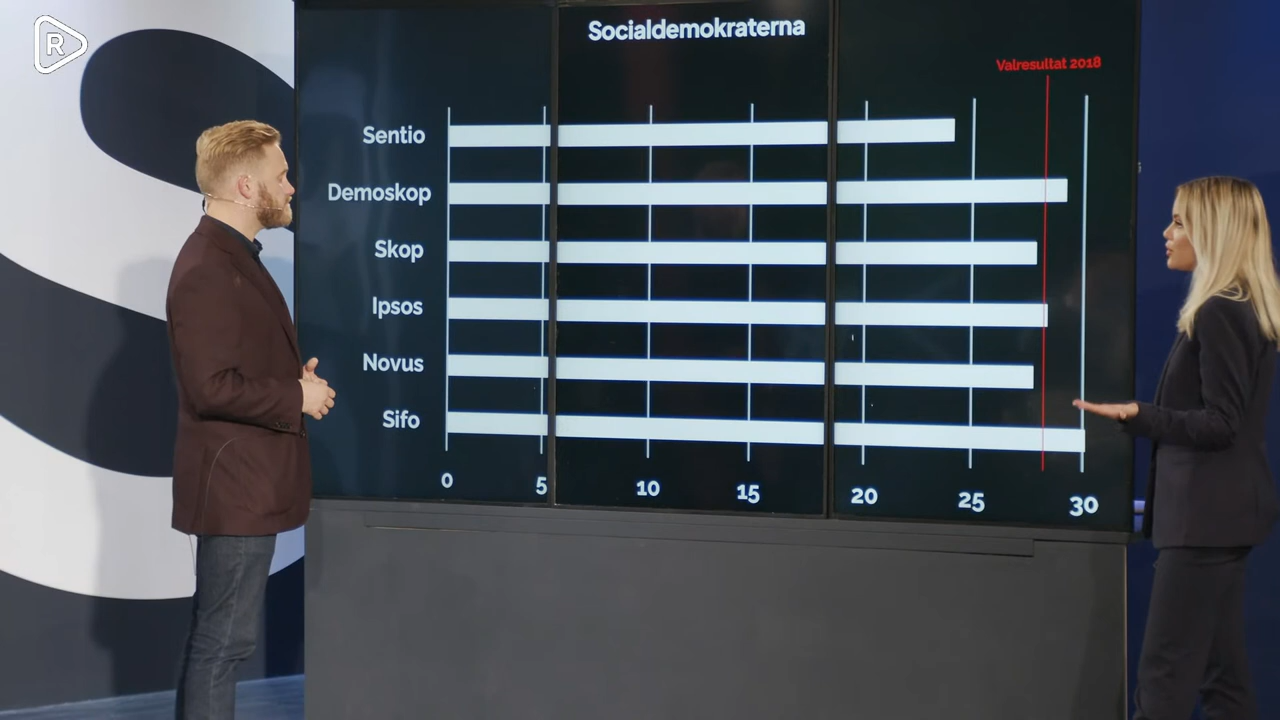 R
Socialdemokraterna
Valresultat 2018
Sentio
Demoskop
Skop
Ipsos
Novus
Sifo
0 5 10 15 20 25 30